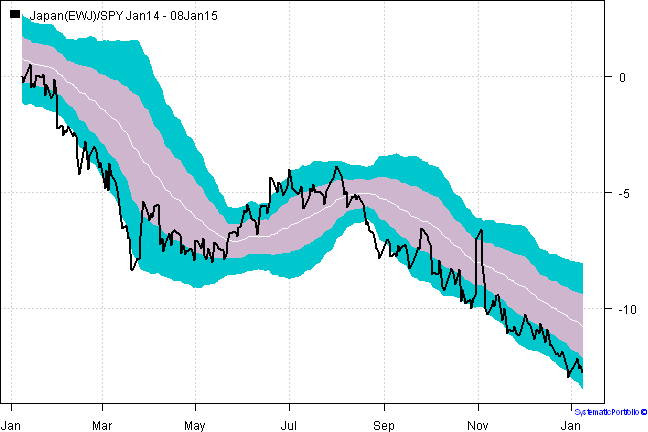 Japan(EWJ)/SPY Jan14 - 08Jan15
0
-5
-10
SystematicPortfolio ©
Jan Mar May Jul Sep Nov Jan